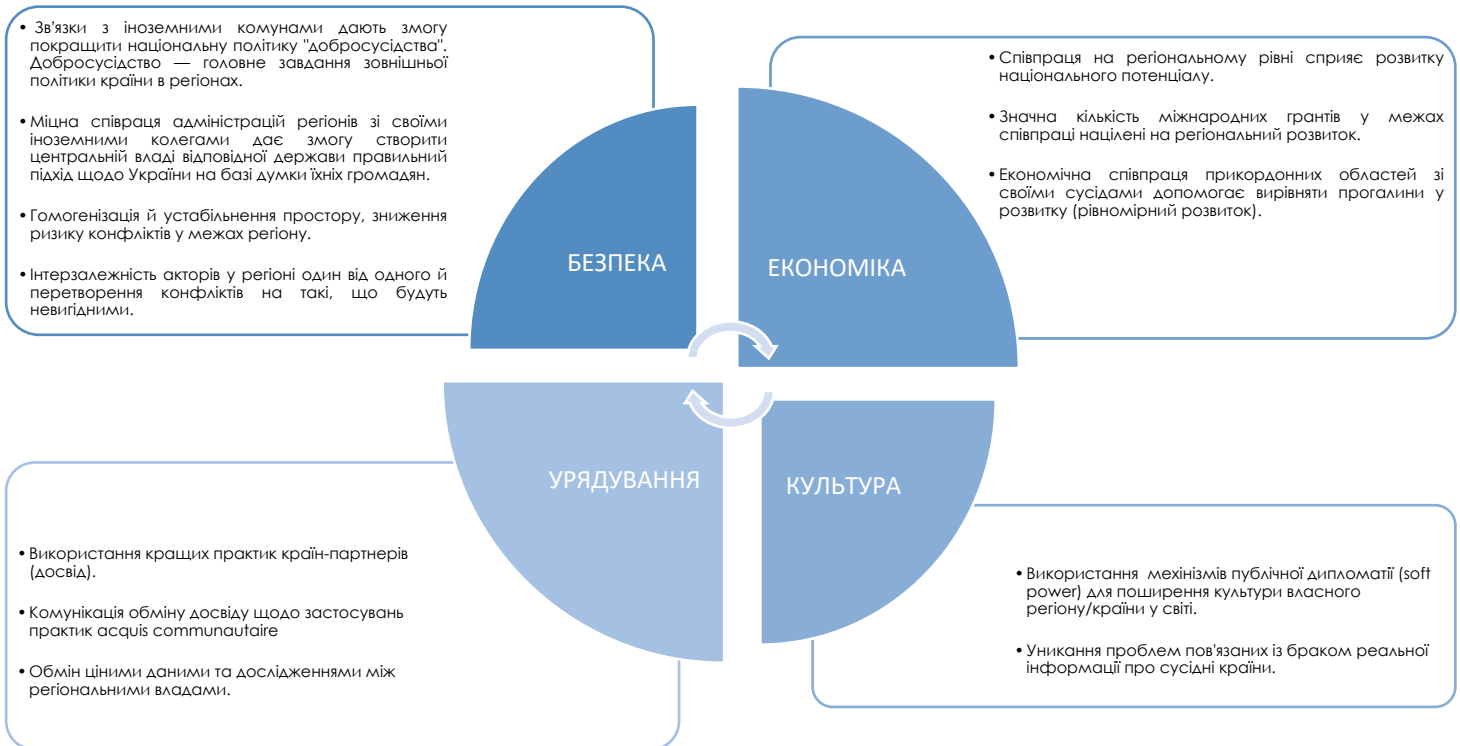 • Зв'язки з іноземними комунами дають змогу
покращити національну політику "добросусідства".
Добросусідство — головне завдання зовнішньої
політики країни в регіонах.
• Міцна співраця адміністрацій регіонів зі своїми
іноземними колегами дає змогу створити
центральній владі відповідної держави правильний
підхід щодо України на базі думки їхніх громадян.
• Гомогенізація й устабільнення простору, зниження
ризику конфліктів у межах регіону.
• Інтерзалежність акторів у регіоні один від одного й
перетворення конфліктів на такі, що будуть
невигідними.
• Співпраця на регіональному рівні сприяє розвитку
національного потенціалу.
• Значна кількість міжнародних грантів у межах
співпраці націлені на регіональний розвиток.
• Економічна співпраця прикордонних областей зі
своїми сусідами допомогає вирівняти прогалини у
розвитку (рівномірний розвиток).
БЕЗПЕКА
ЕКОНОМІКА
УРЯДУВАННЯ
КУЛЬТУРА
• Використання кращих практик країн-партнерів
(досвід).
• Комунікація обміну досвіду щодо застосувань
практик acquis communautaire
• Обмін ціними даними та дослідженнями між
регіональними владами.
• Використання мехінізмів публічної дипломатії (soft
power) для поширення культури власного
регіону/країни у світі.
• Уникання проблем пов'язаних із браком реальної
інформації про сусідні країни.